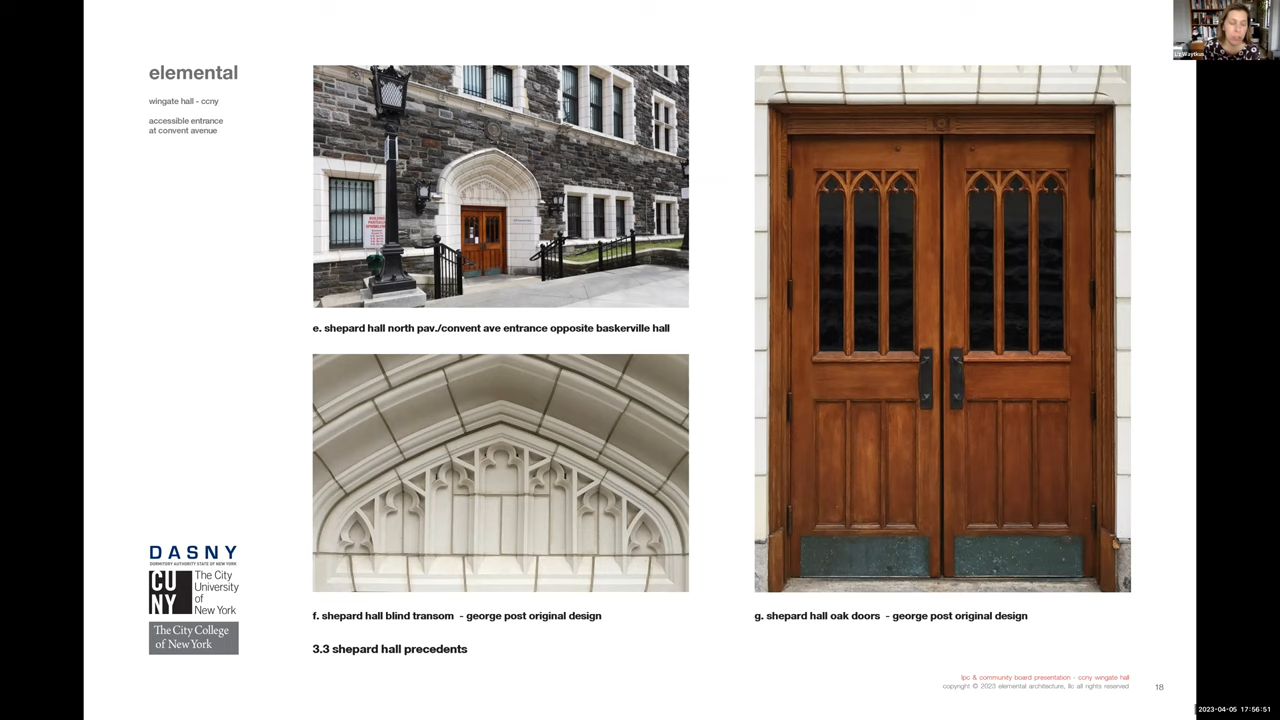 elemental
wingate hall - ccny
accessible entrance
at convent avenue
Liz Waytkus
e. shepard hall north pav./convent ave entrance opposite baskerville hall
f. shepard hall blind transom - george post original design
g. shepard hall oak doors - george post original design
3.3 shepard hall precedents
DASNY
DORMITORY AUTHORITY STATE OF NEW YORK
CU
NY
The City
University
of
New York
The City College
of New York
lpc & community board presentation - ccny wingate hall
copyright © 2023 elemental architecture, llc all rights reserved
18
2023-04-05 17:56:51